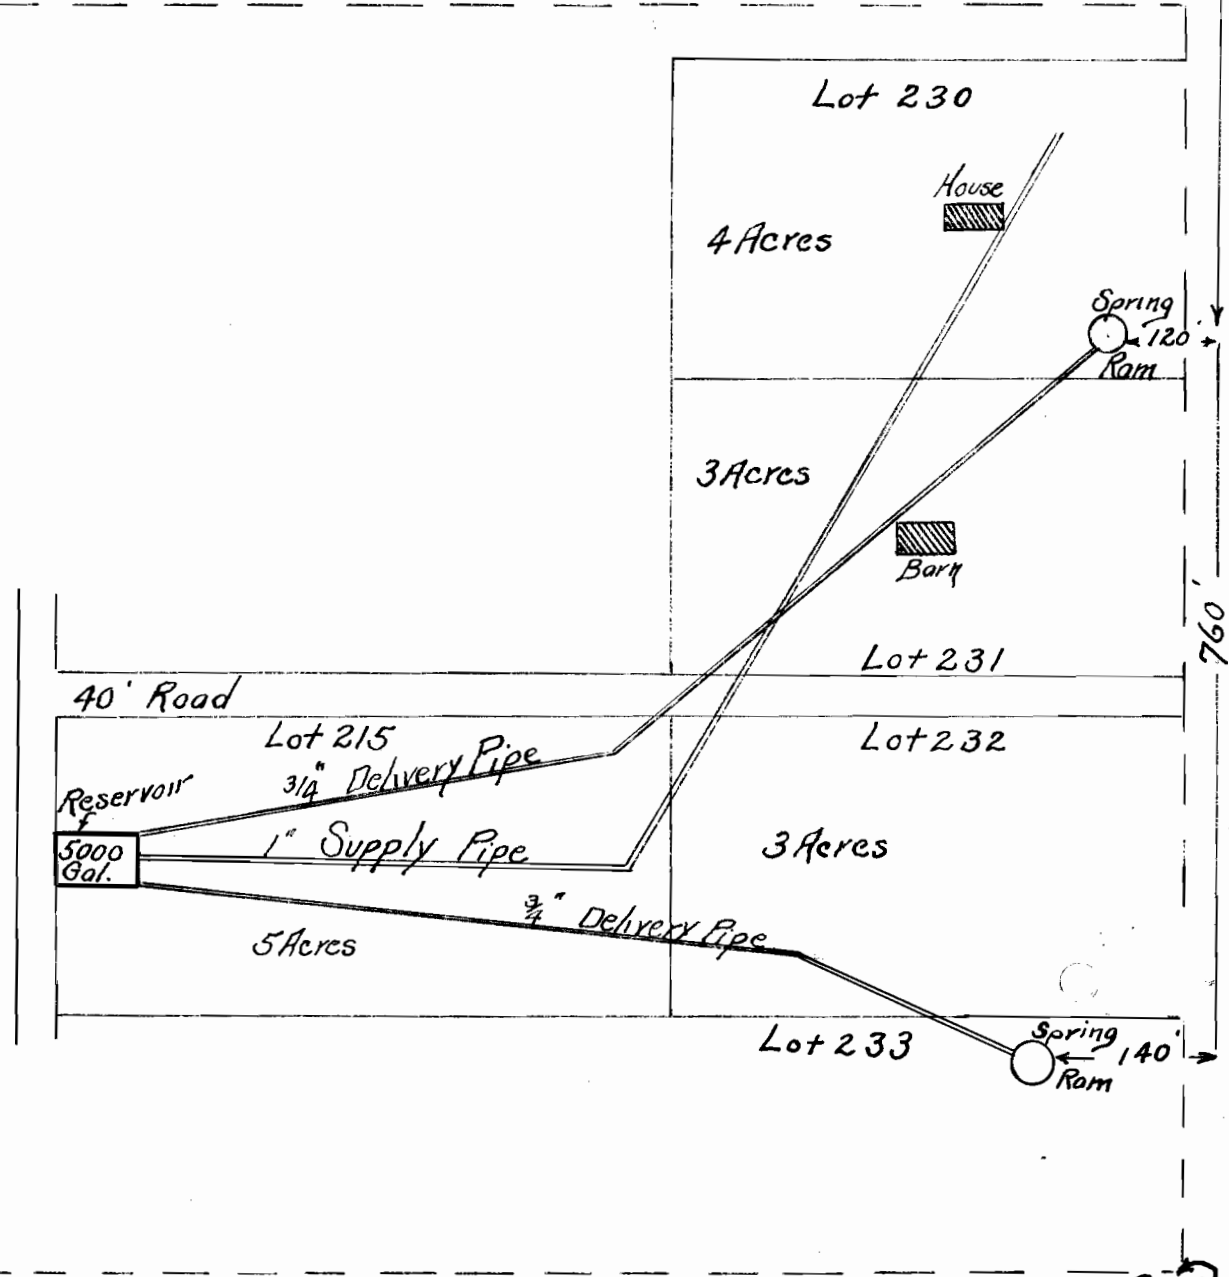 Lot 230
House
4 Acres
Spring
120'
Ram
3 Acres
Barn
Lot 231
760'
40' Road
Lot 215
Lot 232
3/4" Delivery Pipe
Reservoir
5000
Gal.
1" Supply Pipe
3 Acres
3/4" Delivery Pipe
5 Acres
Lot 233
Spring
140'
Ram